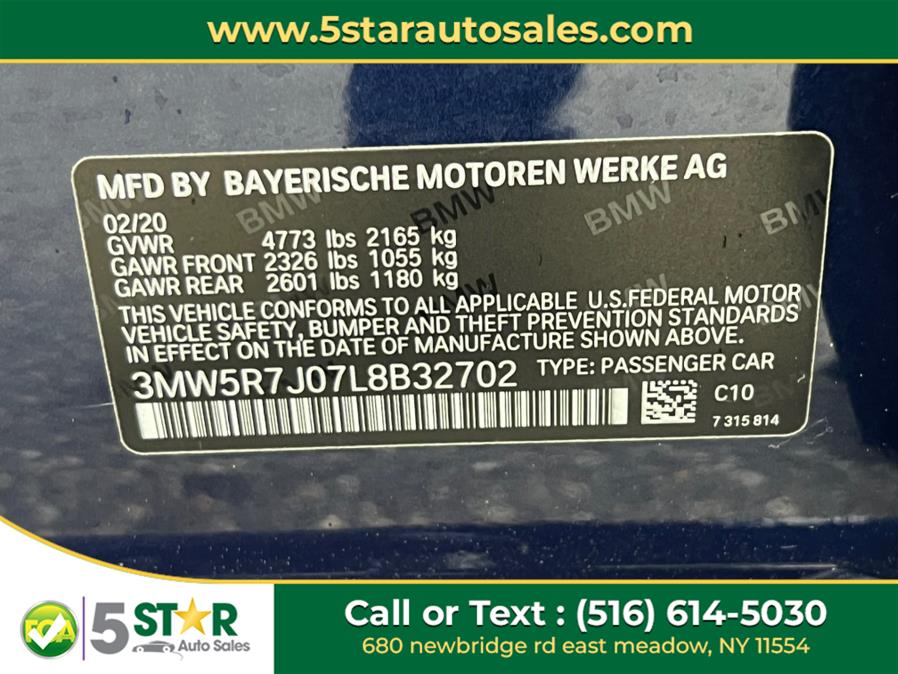 www.5starautosales.com
MFD BY BAYERISCHE MOTOREN WERKE AG
02/20
GVWR 4773 lbs 2165 kg
GAWR FRONT 2326 lbs 1055 kg
GAWR REAR 2601 lbs 1180 kg
BMW BMW BMW BMW
THIS VEHICLE CONFORMS TO ALL APPLICABLE U.S.FEDERAL MOTOR
VEHICLE SAFETY, BUMPER AND THEFT PREVENTION STANDARDS
IN EFFECT ON THE DATE OF MANUFACTURE SHOWN ABOVE.
3MW5R7J07L8B32702 TYPE: PASSENGER CAR
C10
7 315 814
5 STAR
Auto Sales
Call or Text : (516) 614-5030
680 newbridge rd east meadow, NY 11554